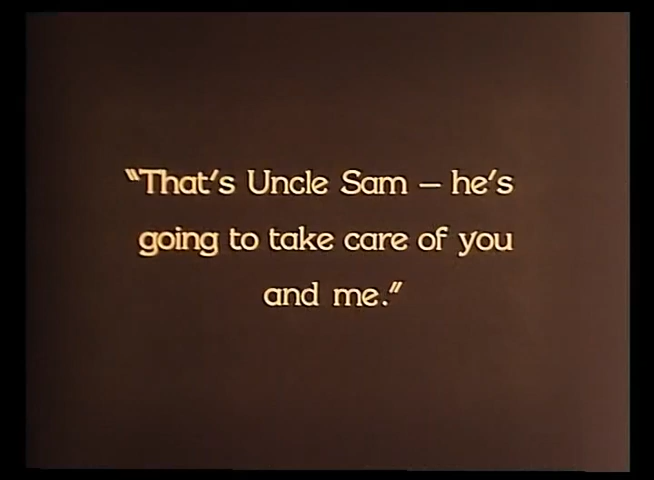 "That's Uncle Sam — he's
going to take care of you
and me."